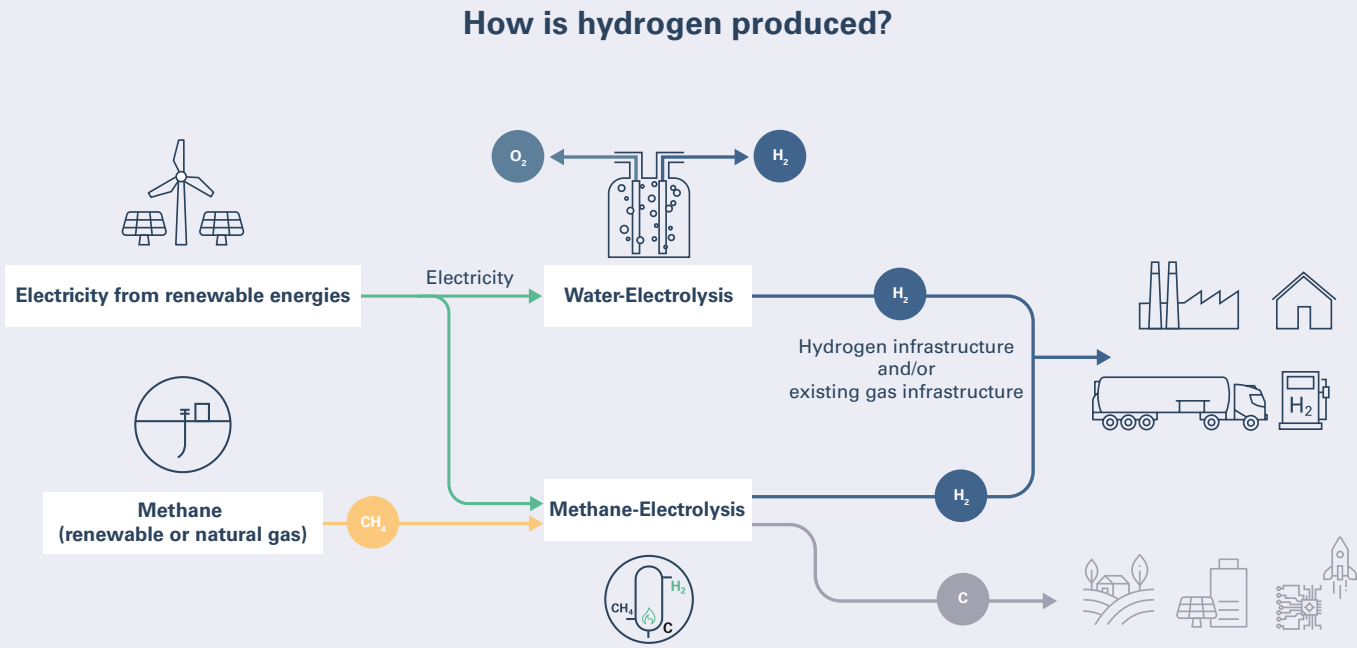 How is hydrogen produced?
O₂
H₂
Electricity
Electricity from renewable energies
Water-Electrolysis
H₂
Hydrogen infrastructure
and/or
existing gas infrastructure
H₂
Methane
(renewable or natural gas)
CH₄
Methane-Electrolysis
H₂
CH₄
H₂
C
C